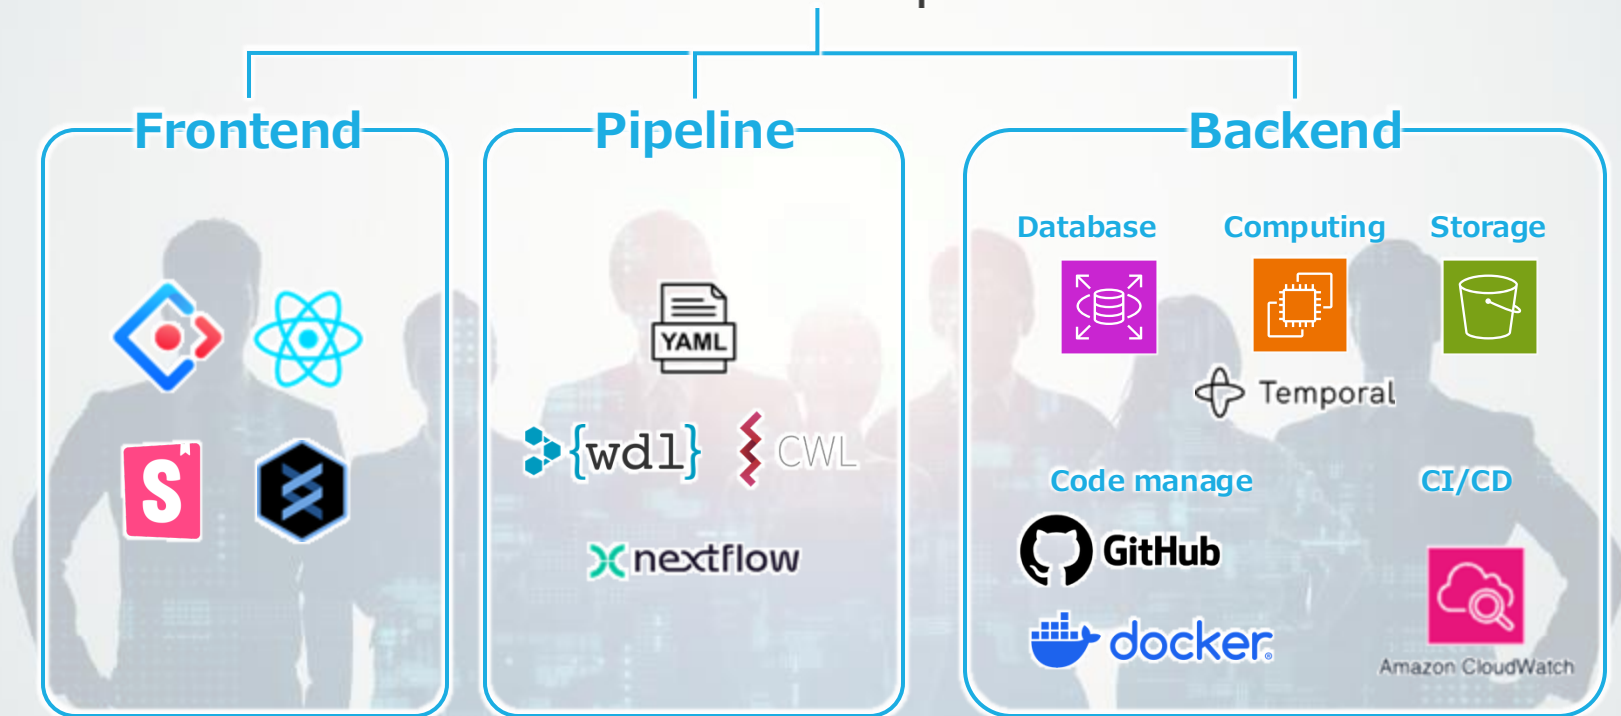 Frontend
Pipeline
Backend
Database
Computing
Storage
YAML
Temporal
{wdl}
CWL
Code manage
CI/CD
S
GitHub
nextflow
docker
Amazon CloudWatch